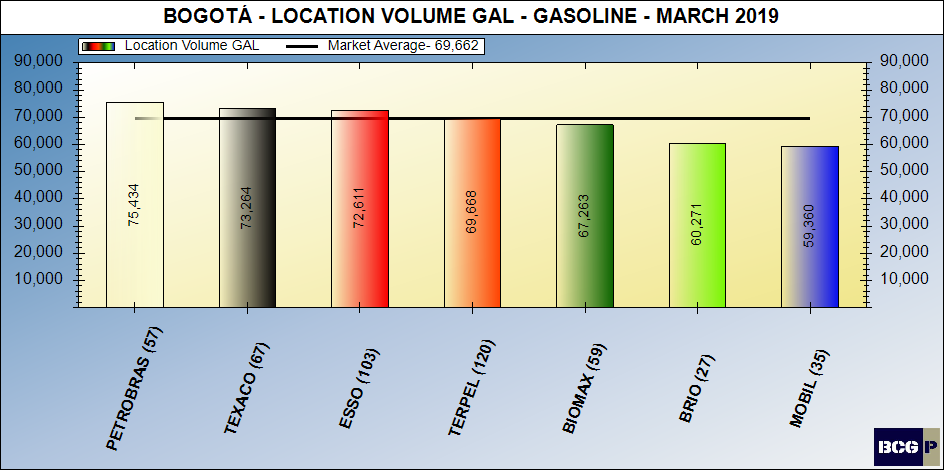 BOGOTÁ - LOCATION VOLUME GAL - GASOLINE - MARCH 2019
Location Volume GAL
Market Average- 69,662
90,000
80,000
70,000
60,000
50,000
40,000
30,000
20,000
10,000
90,000
80,000
70,000
60,000
50,000
40,000
30,000
20,000
10,000
75,434
73,264
72,611
69,668
67,263
60,271
59,360
PETROBRAS (57)
TEXACO (67)
ESSO (103)
TERPEL (120)
BIOMAX (59)
BRIO (27)
MOBIL (35)
BCG P